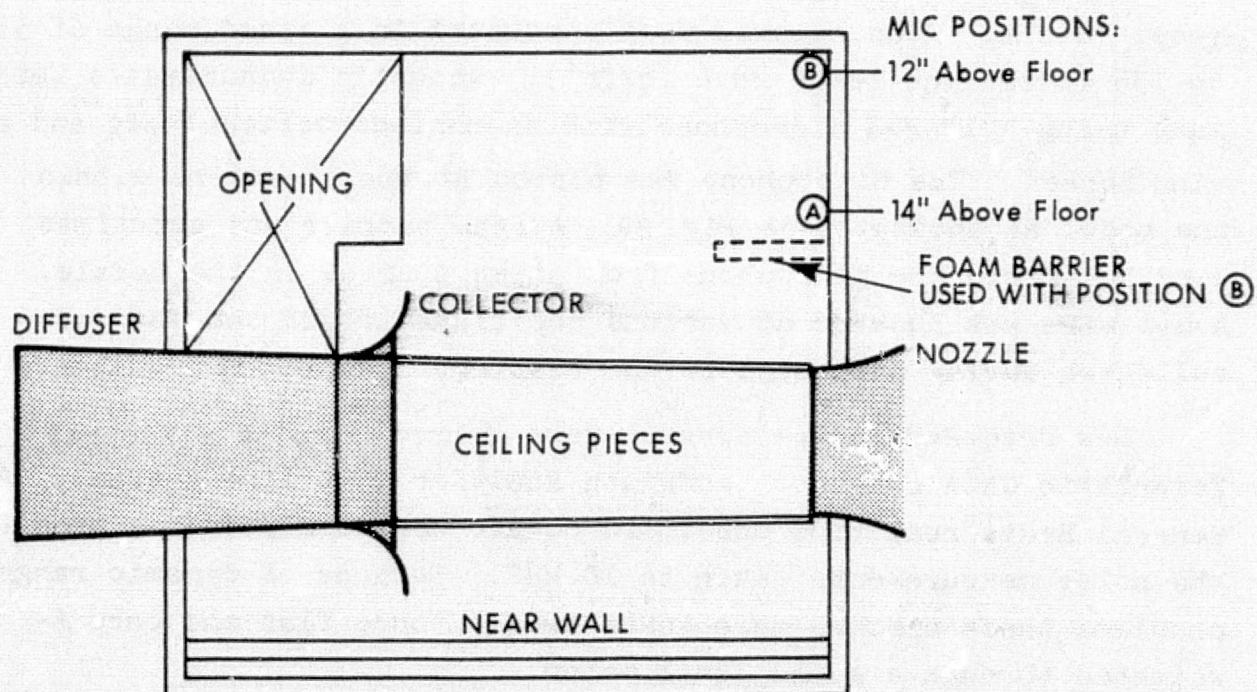 MIC POSITIONS:
Ⓑ 12" Above Floor
OPENING
Ⓐ 14" Above Floor
FOAM BARRIER
USED WITH POSITION Ⓑ
COLLECTOR
DIFFUSER
NOZZLE
CEILING PIECES
NEAR WALL